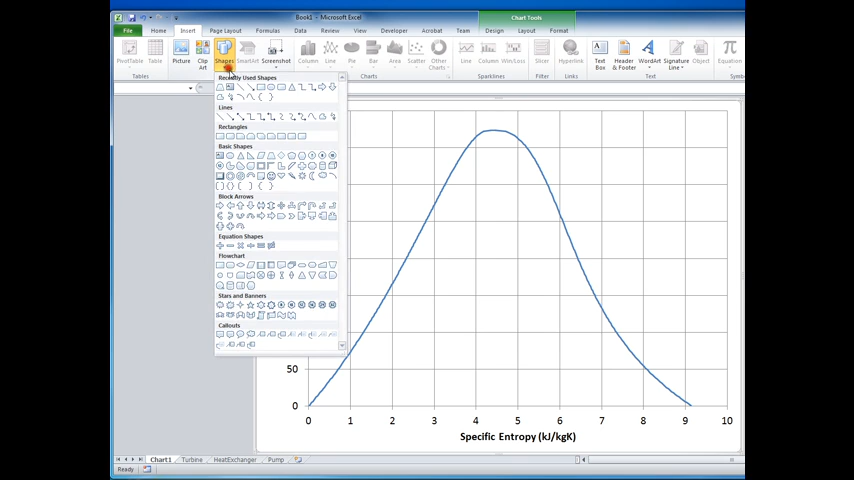 Book1 - Microsoft Excel
Chart Tools
File Home Insert Page Layout Formulas Data Review View Developer Acrobat Team Design Layout Format
PivotTable Table Picture Clip Art Shapes SmartArt Screenshot Column Line Pie Bar Area Scatter Other Charts Line Column Win/Loss Slicer Hyperlink Text Box Header & Footer WordArt Signature Line Object Symbol
Tables Charts Sparklines Filter Links Text
Recently Used Shapes
Lines
Rectangles
Basic Shapes
Block Arrows
Equation Shapes
Flowchart
Stars and Banners
Callouts
50
0
0 1 2 3 4 5 6 7 8 9 10
Specific Entropy (kJ/kgK)
Chart1 Turbine HeatExchanger Pump
Ready